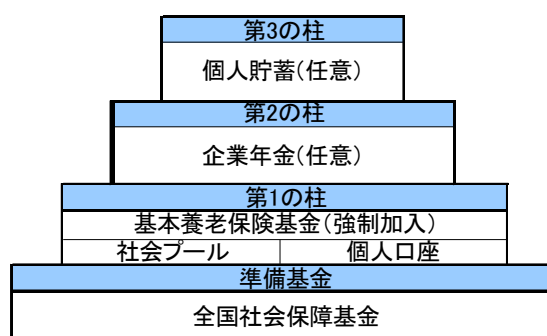 第3の柱
個人貯蓄(任意)
第2の柱
企業年金(任意)
第1の柱
基本養老保険基金(強制加入)
社会プール 個人口座
準備基金
全国社会保障基金